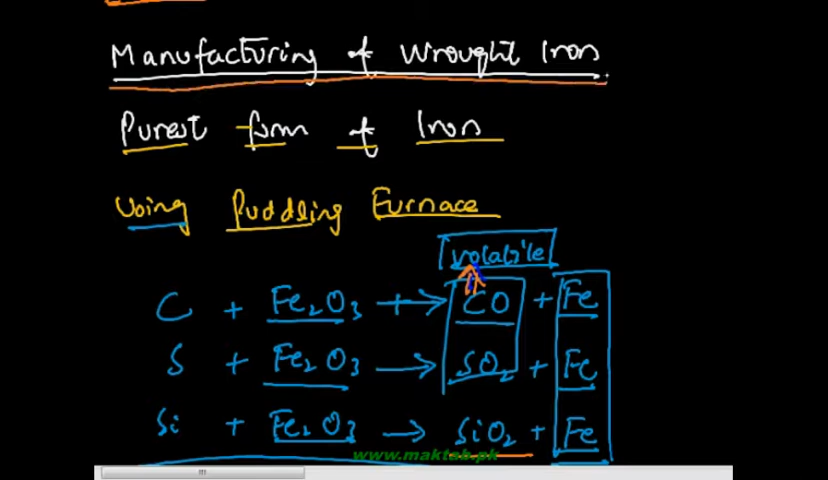 Manufacturing of Wrought Iron
Purest form of Iron
Using Puddling Furnace
volatile
C + Fe₂O₃ → CO + Fe
S + Fe₂O₃ → SO₂ + Fe
Si + Fe₂O₃ → SiO₂ + Fe
www.maktab.pk